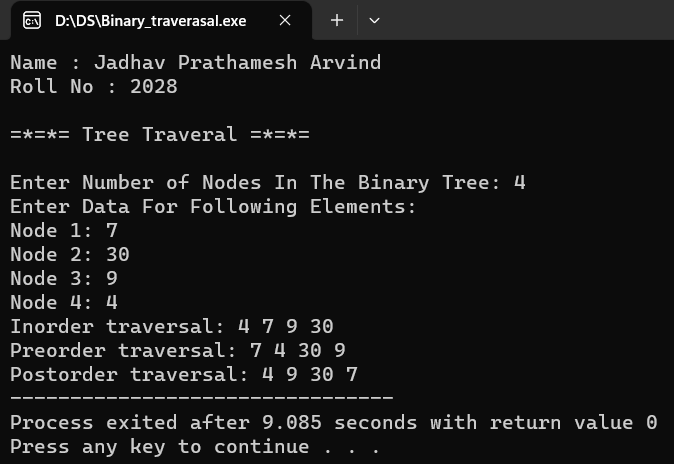 D:\DS\Binary_traverasal.exe
Name : Jadhav Prathamesh Arvind
Roll No : 2028
=*=*= Tree Traveral =*=*=
Enter Number of Nodes In The Binary Tree: 4
Enter Data For Following Elements:
Node 1: 7
Node 2: 30
Node 3: 9
Node 4: 4
Inorder traversal: 4 7 9 30
Preorder traversal: 7 4 30 9
Postorder traversal: 4 9 30 7
--------------------------------
Process exited after 9.085 seconds with return value 0
Press any key to continue . . .